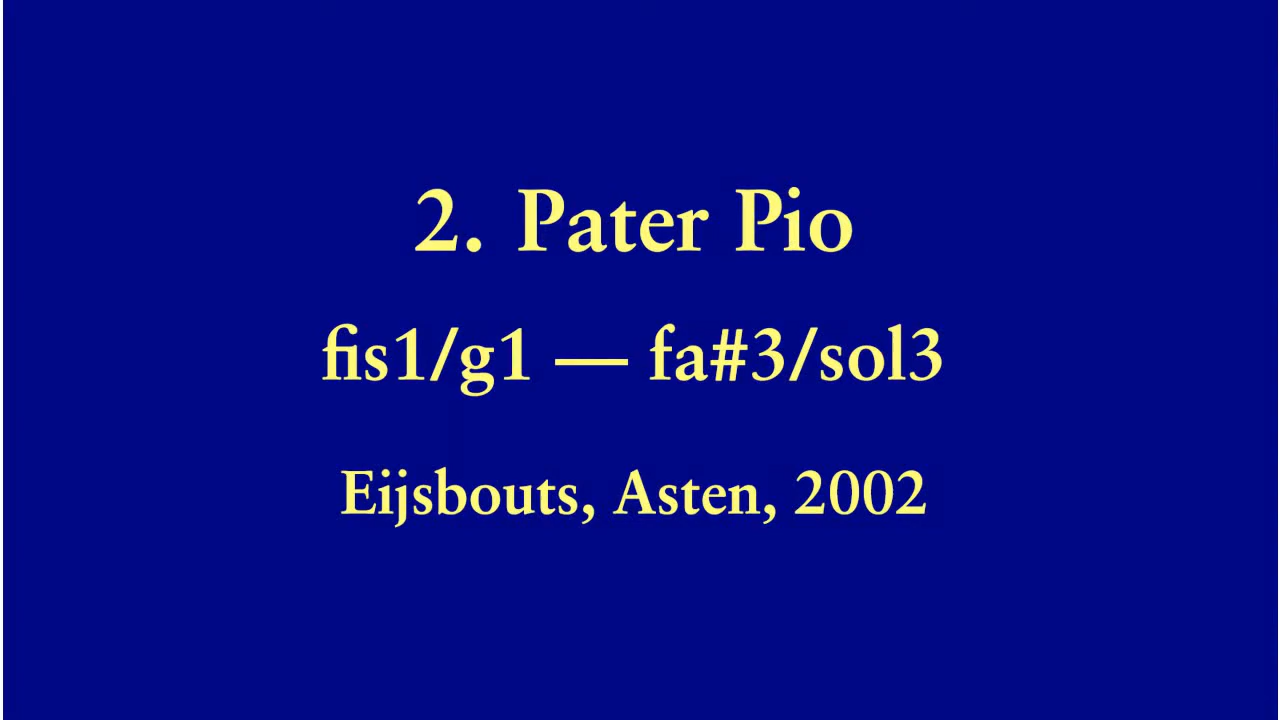 2. Pater Pio
fis1/g1 — fa#3/sol3
Eijsbouts, Asten, 2002